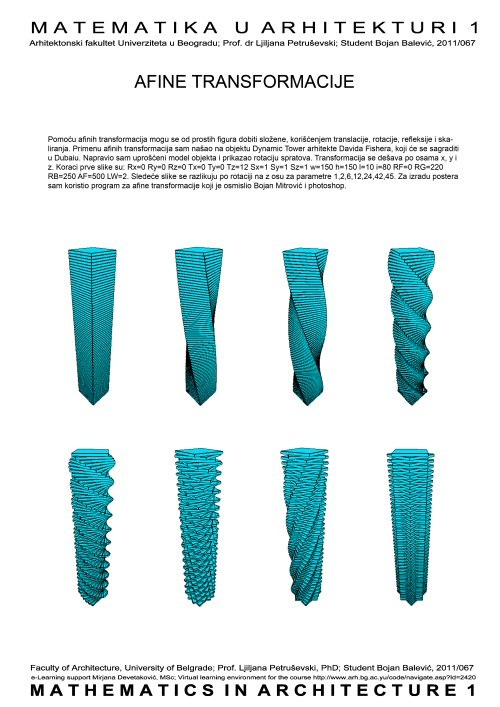 MATEMATIKA U ARHITEKTURI 1
Arhitektonski fakultet Univerziteta u Beogradu; Prof. dr Ljiljana Petruševski; Student Bojan Balević, 2011/067
AFINE TRANSFORMACIJE
Pomoću afinih transformacija mogu se od prostih figura dobiti složene, korišćenjem translacije, rotacije, refleksije i ska-
liranja. Primenu afinih transformacija sam našao na objektu Dynamic Tower arhitekte Davida Fishera, koji će se sagraditi
u Dubaiu. Napravio sam uprošćeni model objekta i prikazao rotaciju spratova. Transformacija se dešava po osama x, y i
z. Koraci prve slike su: Rx=0 Ry=0 Rz=0 Tx=0 Ty=0 Tz=12 Sx=1 Sy=1 Sz=1 w=150 h=150 l=10 i=80 RF=0 RG=220
RB=250 AF=500 LW=2. Sledeće slike se razlikuju po rotaciji na z osu za parametre 1,2,6,12,24,42,45. Za izradu postera
sam koristio program za afine transformacije koji je osmislio Bojan Mitrović i photoshop.
Faculty of Architecture, University of Belgrade; Prof. Ljiljana Petruševski, PhD; Student Bojan Balević, 2011/067
e-Learning support Mirjana Devetaković, MSc; Virtual learning environment for the course http://www.arh.bg.ac.yu/code/navigate.asp?Id=2420
MATHEMATICS IN ARCHITECTURE 1